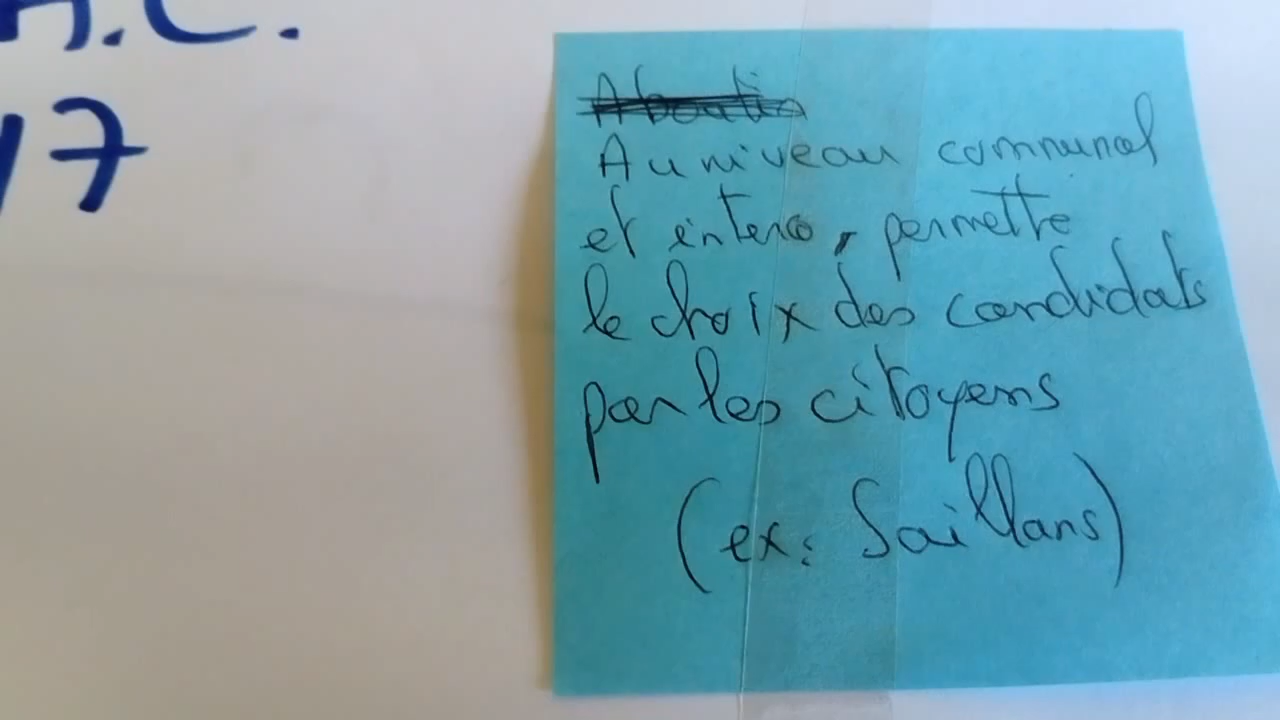 A.C.
17
Au niveau communal
et interco, permettre
le choix des candidats
par les citoyens
(ex: Saillans)